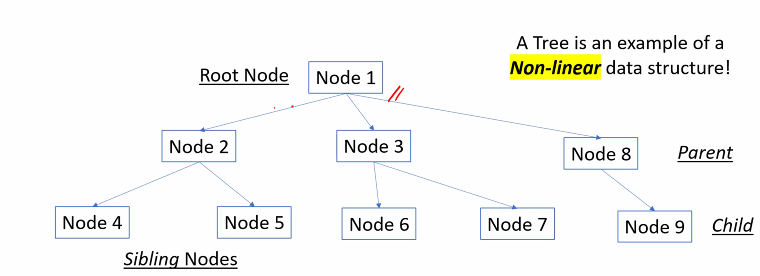 A Tree is an example of a
Non-linear data structure!
Root Node
Node 1
Node 2
Node 3
Node 8
Parent
Node 4
Node 5
Node 6
Node 7
Node 9
Child
Sibling Nodes